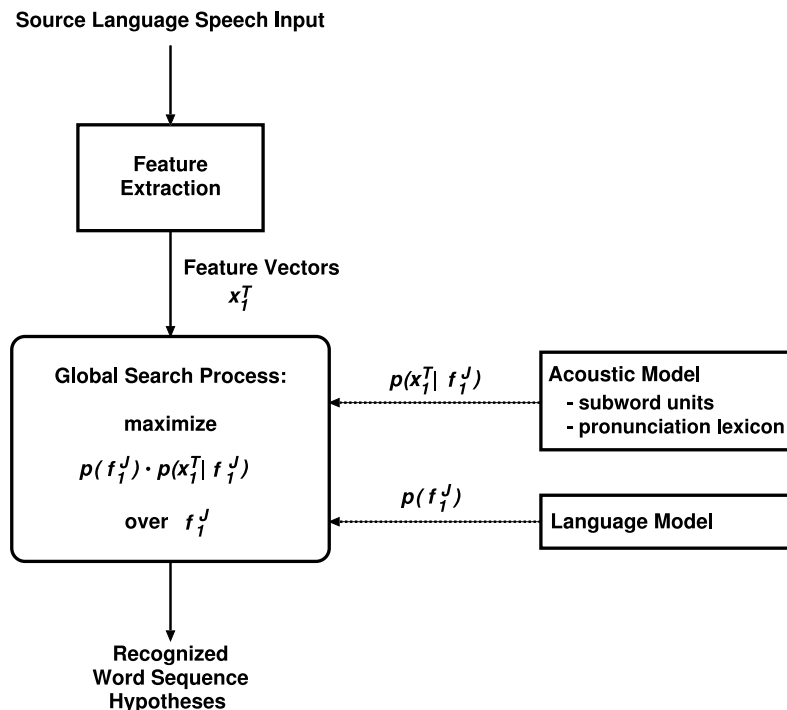 Source Language Speech Input
Feature
Extraction
Feature Vectors
x_1^T
Global Search Process:
maximize
p( f_1^J ) · p( x_1^T | f_1^J )
over f_1^J
p( x_1^T | f_1^J )
Acoustic Model
- subword units
- pronunciation lexicon
p( f_1^J )
Language Model
Recognized
Word Sequence
Hypotheses